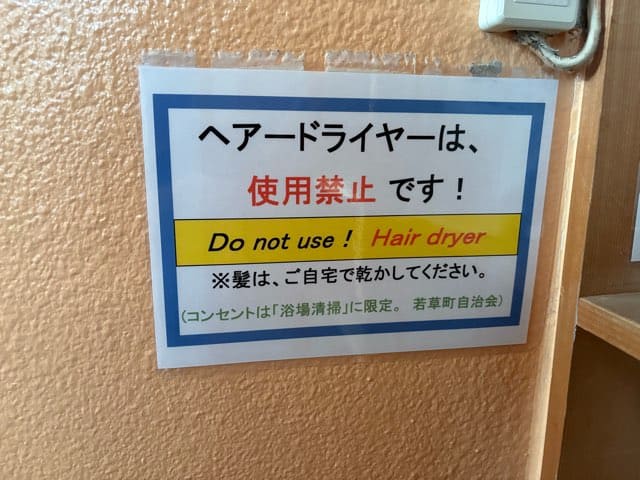 ヘアードライヤーは、
使用禁止 です！
Do not use！ Hair dryer
※髪は、ご自宅で乾かしてください。
(コンセントは「浴場清掃」に限定。 若草町自治会)